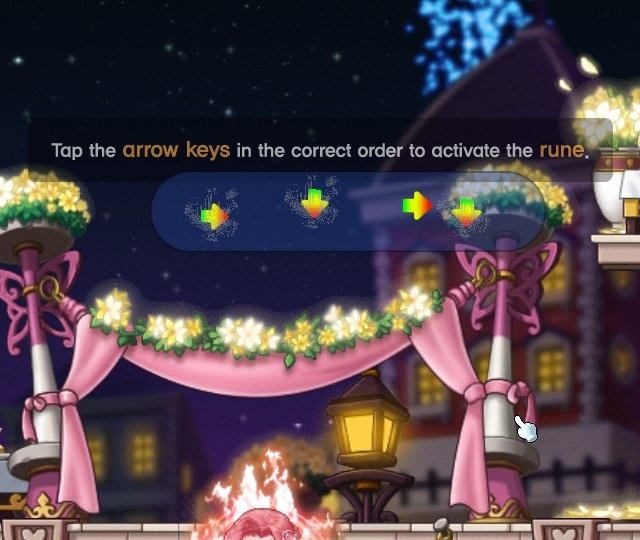 Tap the arrow keys in the correct order to activate the rune.